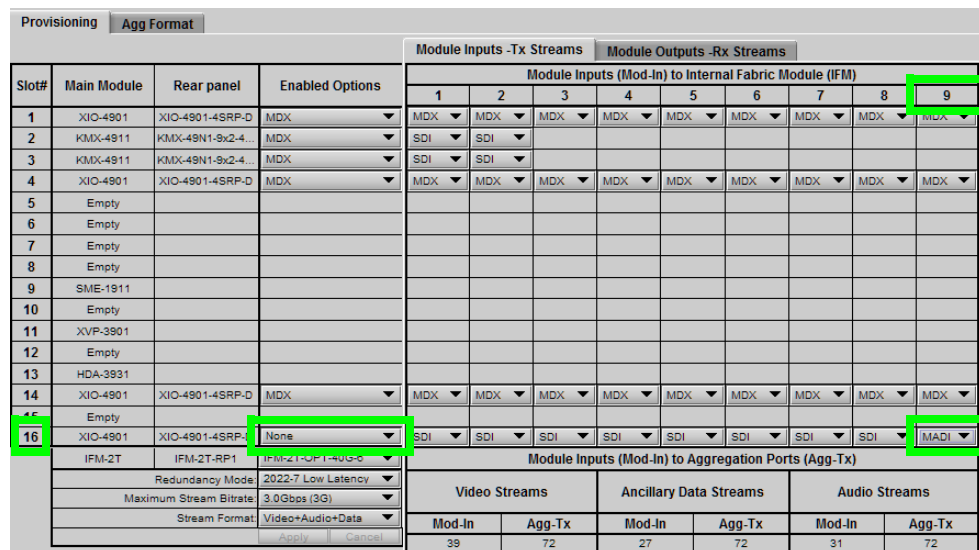 Provisioning Agg Format
Module Inputs -Tx Streams Module Outputs -Rx Streams
Slot# Main Module Rear panel Enabled Options Module Inputs (Mod-In) to Internal Fabric Module (IFM)
1 2 3 4 5 6 7 8 9
1 XIO-4901 XIO-4901-4SRP-D MDX MDX MDX MDX MDX MDX MDX MDX MDX MDX
2 KMX-4911 KMX-49N1-9x2-4... MDX SDI SDI
3 KMX-4911 KMX-49N1-9x2-4... MDX SDI SDI
4 XIO-4901 XIO-4901-4SRP-D MDX MDX MDX MDX MDX MDX MDX MDX MDX MDX
5 Empty
6 Empty
7 Empty
8 Empty
9 SME-1911
10 Empty
11 XVP-3901
12 Empty
13 HDA-3931
14 XIO-4901 XIO-4901-4SRP-D MDX MDX MDX MDX MDX MDX MDX MDX MDX MDX
15 Empty
16 XIO-4901 XIO-4901-4SRP-D None SDI SDI SDI SDI SDI SDI SDI SDI MADI
IFM-2T IFM-2T-RP1 IFM-2T-OPT-40G-6 Module Inputs (Mod-In) to Aggregation Ports (Agg-Tx)
Redundancy Mode: 2022-7 Low Latency
Video Streams Ancillary Data Streams Audio Streams
Maximum Stream Bitrate: 3.0Gbps (3G)
Stream Format: Video+Audio+Data
Mod-In Agg-Tx Mod-In Agg-Tx Mod-In Agg-Tx
Apply Cancel
39 72 27 72 31 72